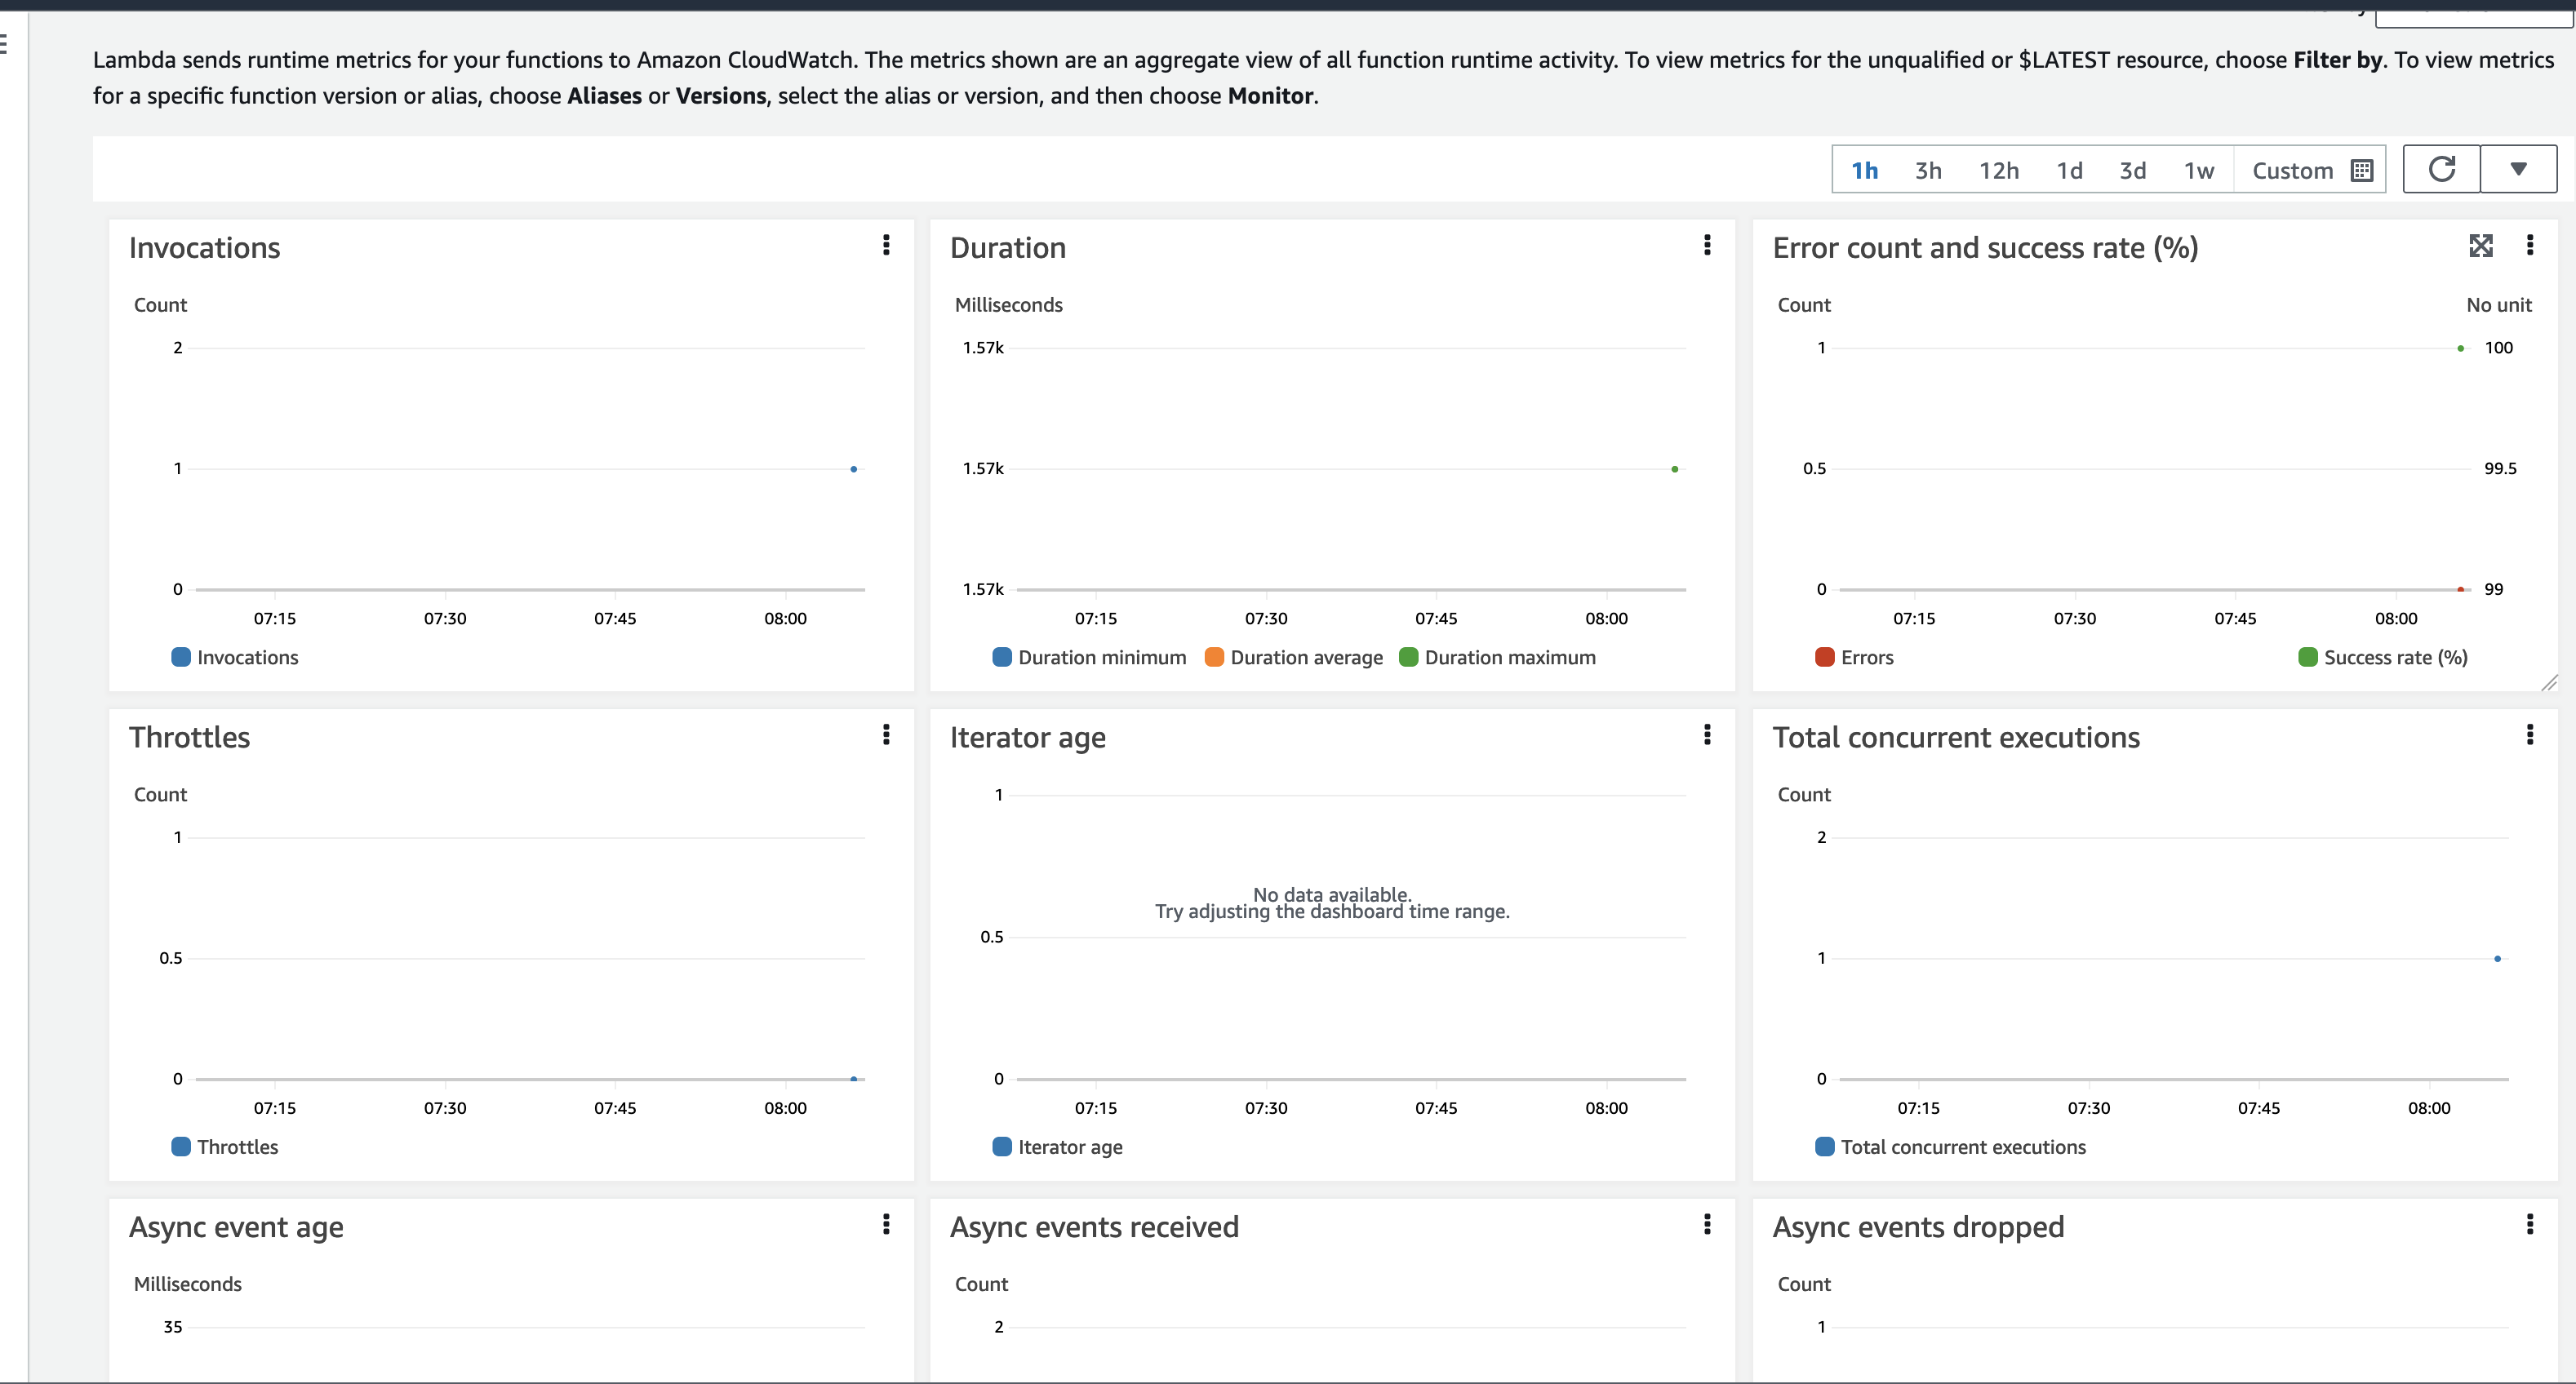 Lambda sends runtime metrics for your functions to Amazon CloudWatch. The metrics shown are an aggregate view of all function runtime activity. To view metrics for the unqualified or $LATEST resource, choose Filter by. To view metrics
for a specific function version or alias, choose Aliases or Versions, select the alias or version, and then choose Monitor.
1h 3h 12h 1d 3d 1w Custom
Invocations
Count
2
1
0
07:15 07:30 07:45 08:00
Invocations
Duration
Milliseconds
1.57k
1.57k
1.57k
07:15 07:30 07:45 08:00
Duration minimum Duration average Duration maximum
Error count and success rate (%)
Count No unit
1 100
0.5 99.5
0 99
07:15 07:30 07:45 08:00
Errors Success rate (%)
Throttles
Count
1
0.5
0
07:15 07:30 07:45 08:00
Throttles
Iterator age
1
No data available.
Try adjusting the dashboard time range.
0.5
0
07:15 07:30 07:45 08:00
Iterator age
Total concurrent executions
Count
2
1
0
07:15 07:30 07:45 08:00
Total concurrent executions
Async event age
Milliseconds
35
Async events received
Count
2
Async events dropped
Count
1